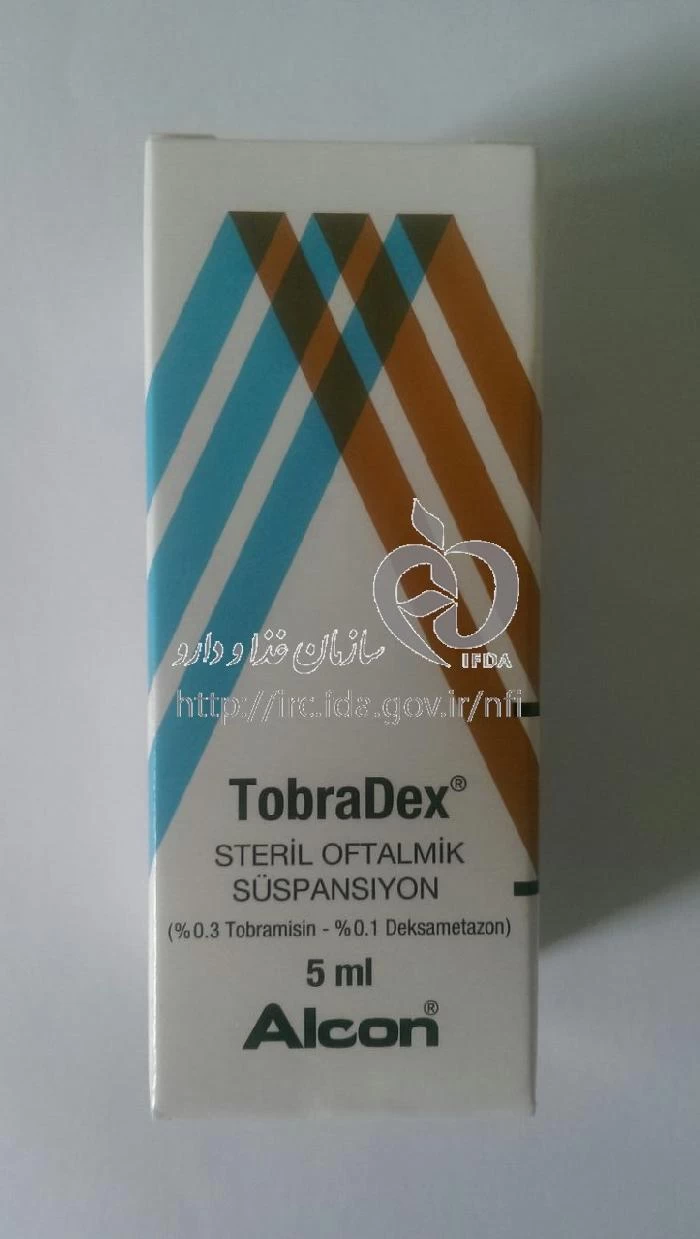 IFDA
سازمان غذا و دارو
http://irc.fda.gov.ir/nfi
TobraDex®
STERİL OFTALMİK
SÜSPANSIYON
(%0.3 Tobramisin - %0.1 Deksametazon)
5 ml
Alcon®